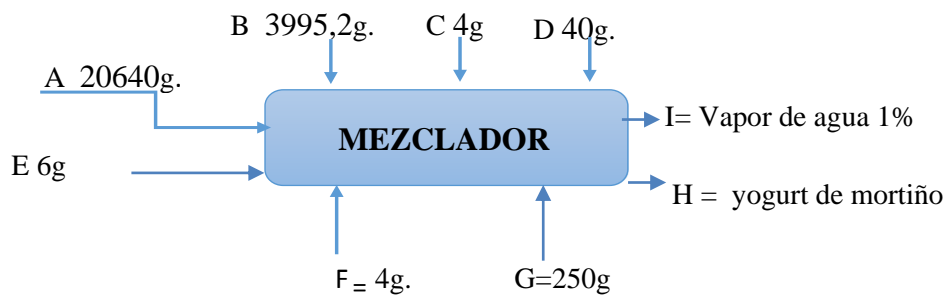 B 3995,2g.
C 4g
D 40g.
A 20640g.
I= Vapor de agua 1%
MEZCLADOR
E 6g
H = yogurt de mortiño
F = 4g.
G=250g